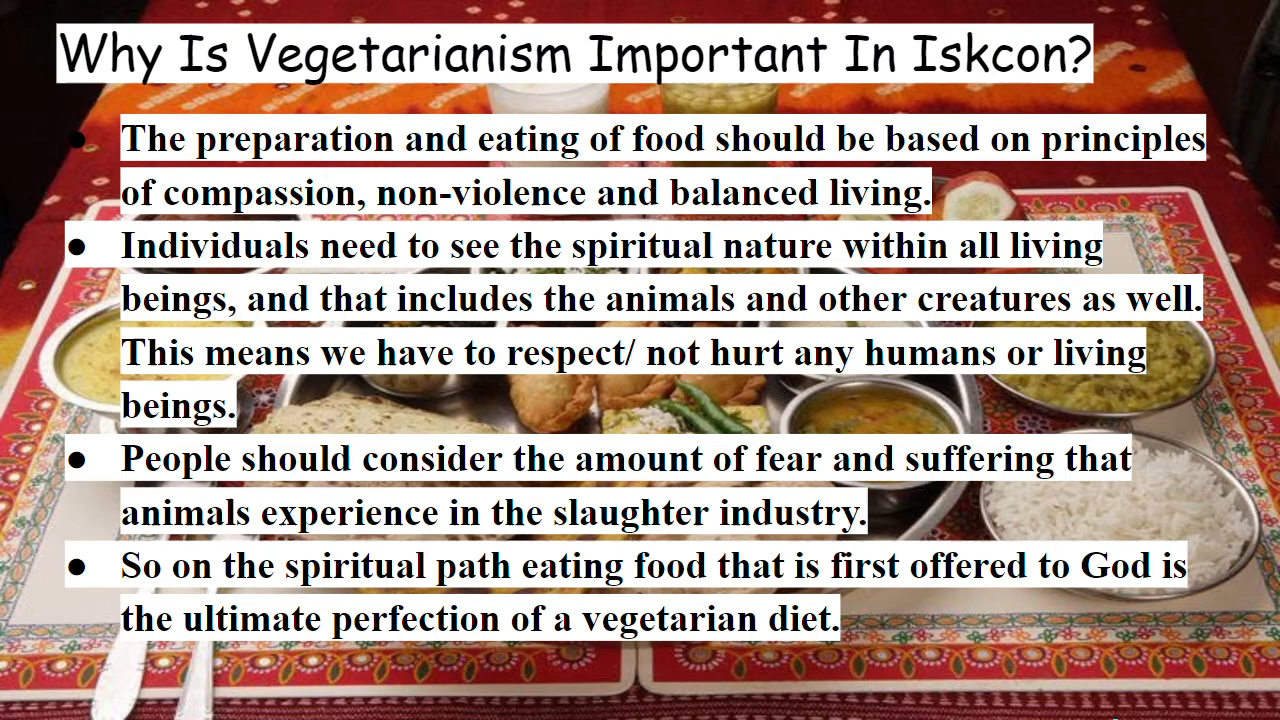 Why Is Vegetarianism Important In Iskcon?
● The preparation and eating of food should be based on principles
of compassion, non-violence and balanced living.
● Individuals need to see the spiritual nature within all living
beings, and that includes the animals and other creatures as well.
This means we have to respect/ not hurt any humans or living
beings.
● People should consider the amount of fear and suffering that
animals experience in the slaughter industry.
● So on the spiritual path eating food that is first offered to God is
the ultimate perfection of a vegetarian diet.